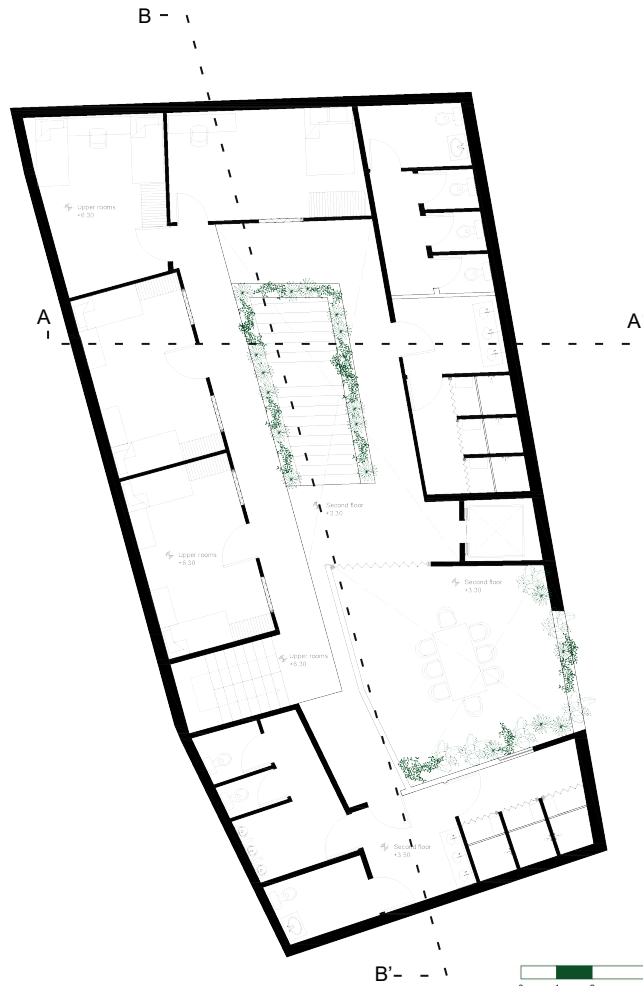 B
Upper rooms
+6.30
A
A
Second floor
+3.30
Second floor
+3.30
Upper rooms
+6.30
Upper rooms
+6.30
Second floor
+3.30
B'